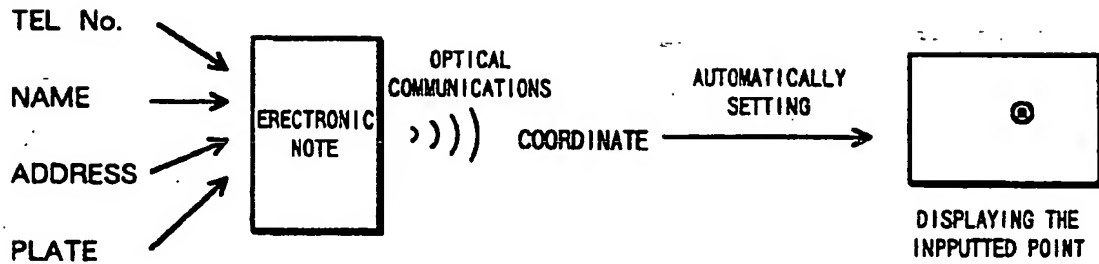 TEL No.
NAME
ADDRESS
PLATE
ERECTRONIC
NOTE
OPTICAL
COMMUNICATIONS
COORDINATE
AUTOMATICALLY
SETTING
DISPLAYING THE
INPPUTTED POINT